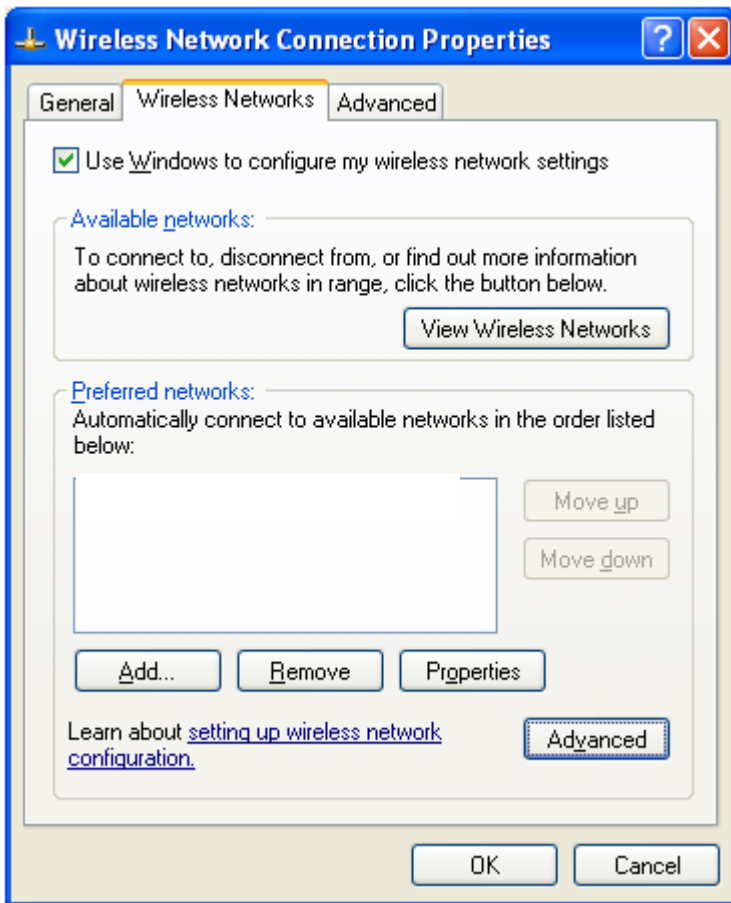 Wireless Network Connection Properties
General Wireless Networks Advanced
Use Windows to configure my wireless network settings
Available networks:
To connect to, disconnect from, or find out more information
about wireless networks in range, click the button below.
View Wireless Networks
Preferred networks:
Automatically connect to available networks in the order listed
below:
Move up
Move down
Add... Remove Properties
Learn about setting up wireless network
configuration.
Advanced
OK Cancel